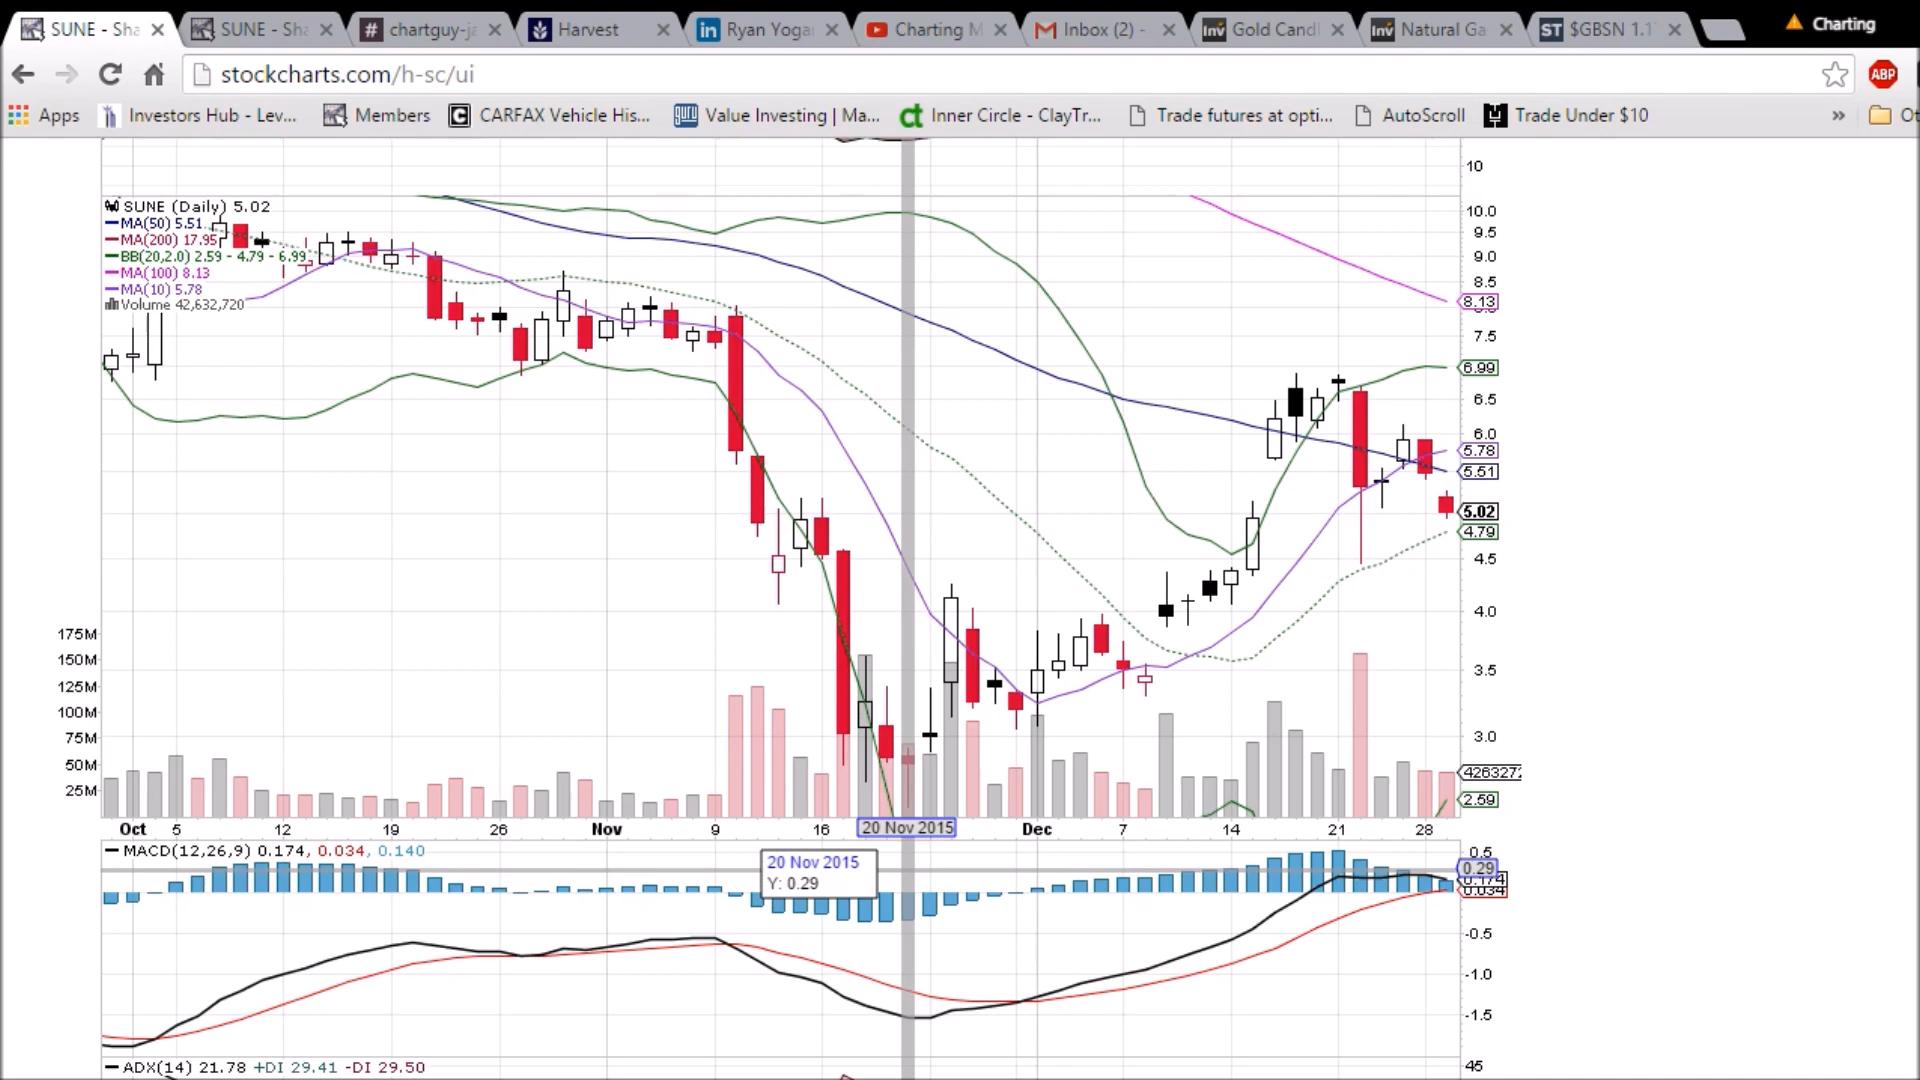 SUNE - Sha
SUNE - Sha
chartguy-ja
Harvest
Ryan Yoga
Charting M
Inbox (2) -
Gold Candl
Natural Ga
$GBSN 1.1
Charting
stockcharts.com/h-sc/ui
ABP
Apps
Investors Hub - Lev...
Members
CARFAX Vehicle His...
Value Investing | Ma...
Inner Circle - ClayTr...
Trade futures at opti...
AutoScroll
Trade Under $10
»
Ot
10
SUNE (Daily) 5.02
MA(50) 5.51
MA(200) 17.95
BB(20,2.0) 2.59 - 4.79 - 6.99
MA(100) 8.13
MA(10) 5.78
Volume 42,632,720
10.0
9.5
9.0
8.5
8.13
7.5
6.99
6.5
6.0
5.78
5.51
5.02
4.79
4.5
4.0
3.5
3.0
4263272
2.59
175M
150M
125M
100M
75M
50M
25M
Oct 5 12 19 26 Nov 9 16 20 Nov 2015 Dec 7 14 21 28
MACD(12,26,9) 0.174, 0.034, 0.140
20 Nov 2015
Y: 0.29
0.5
0.29
0.174
0.034
-0.5
-1.0
-1.5
ADX(14) 21.78 +DI 29.41 -DI 29.50
45